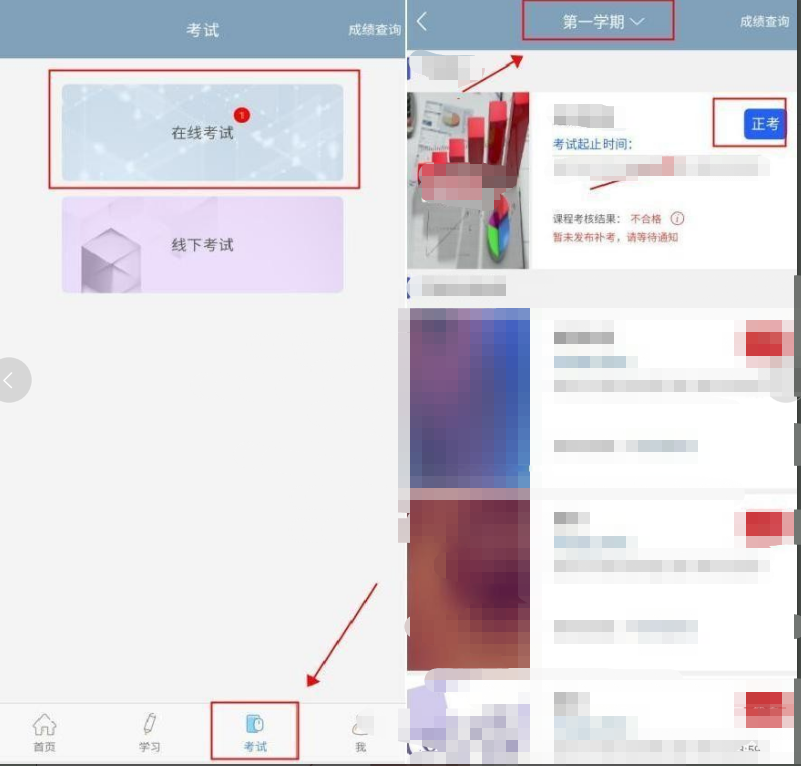 考试
成绩查询
在线考试
1
线下考试
首页
学习
考试
我
第一学期
成绩查询
正考
考试起止时间:
课程考核结果: 不合格
暂未发布补考，请等待通知